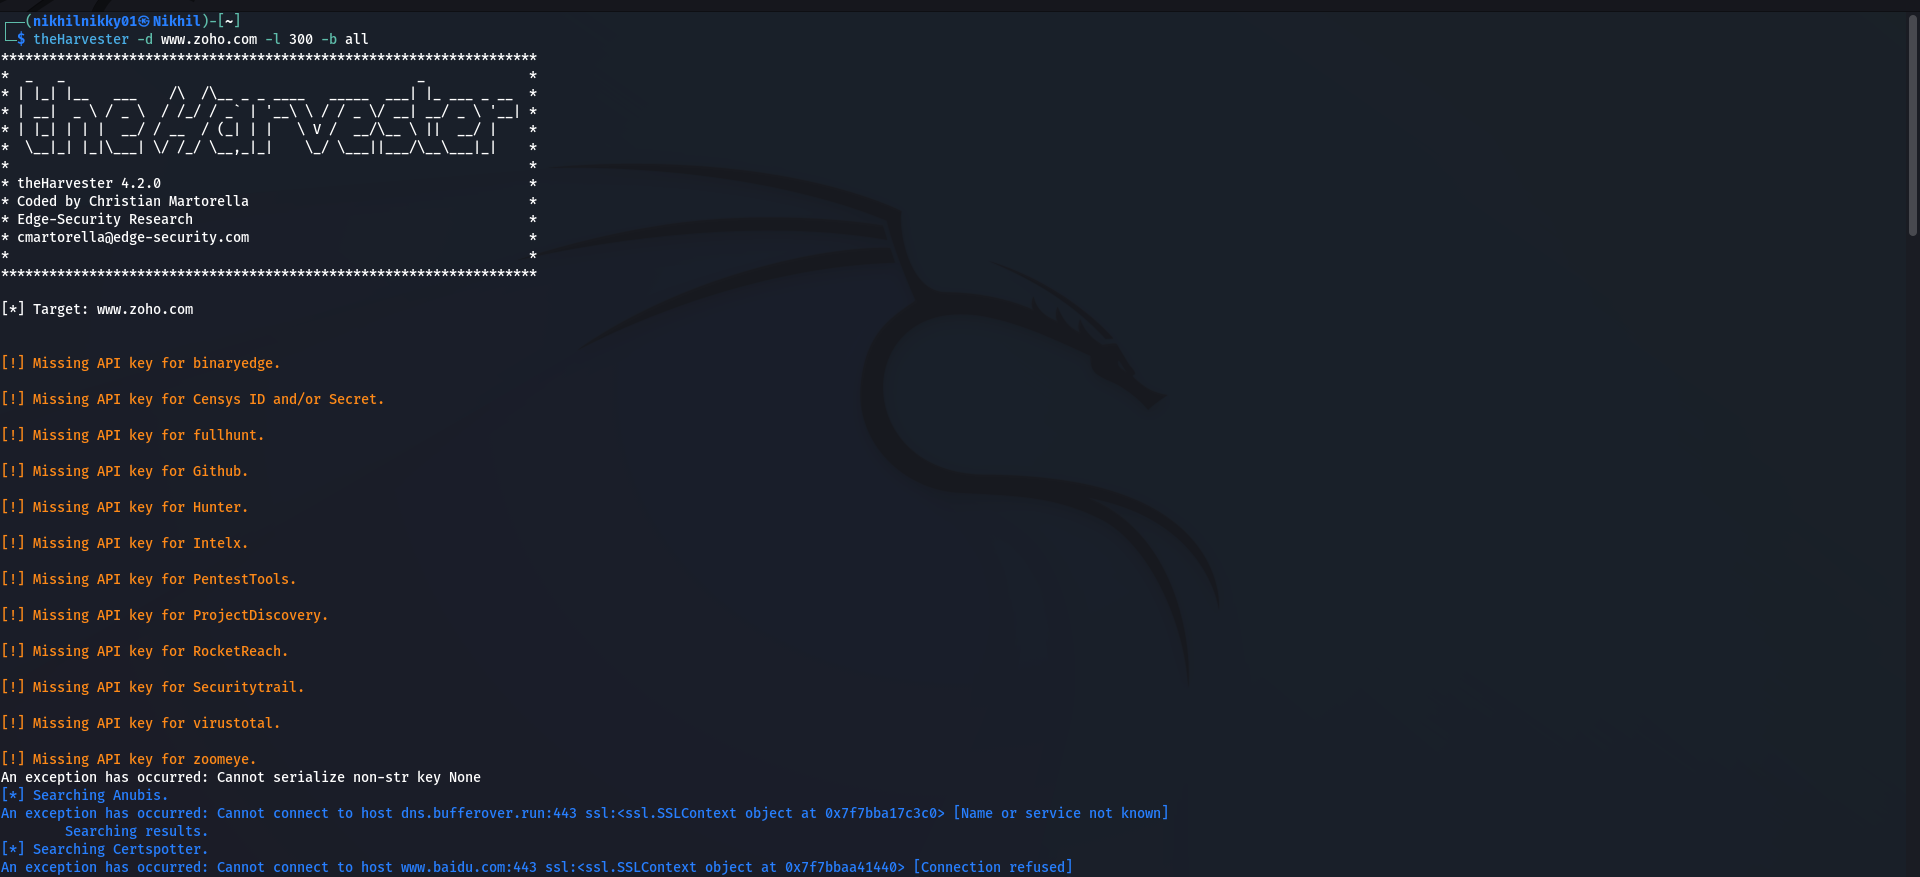 ┌──(nikhilnikky01㉿Nikhil)-[~]
└─$ theHarvester -d www.zoho.com -l 300 -b all
*******************************************************************
*  _   _                                            _             *
* | |_| |__   ___    /\  /\__ _ _ ____   _____  ___| |_ ___ _ __  *
* | __|  _ \ / _ \  / /_/ / _` | '__\ \ / / _ \/ __| __/ _ \ '__| *
* | |_| | | |  __/ / __  / (_| | |   \ V /  __/\__ \ ||  __/ |    *
*  \__|_| |_|\___| \/ /_/ \__,_|_|    \_/ \___||___/\__\___|_|    *
*                                                                 *
* theHarvester 4.2.0                                              *
* Coded by Christian Martorella                                   *
* Edge-Security Research                                          *
* cmartorella@edge-security.com                                   *
*                                                                 *
*******************************************************************
[*] Target: www.zoho.com
[!] Missing API key for binaryedge.
[!] Missing API key for Censys ID and/or Secret.
[!] Missing API key for fullhunt.
[!] Missing API key for Github.
[!] Missing API key for Hunter.
[!] Missing API key for Intelx.
[!] Missing API key for PentestTools.
[!] Missing API key for ProjectDiscovery.
[!] Missing API key for RocketReach.
[!] Missing API key for Securitytrail.
[!] Missing API key for virustotal.
[!] Missing API key for zoomeye.
An exception has occurred: Cannot serialize non-str key None
[*] Searching Anubis.
An exception has occurred: Cannot connect to host dns.bufferover.run:443 ssl:<ssl.SSLContext object at 0x7f7bba17c3c0> [Name or service not known]
        Searching results.
[*] Searching Certspotter.
An exception has occurred: Cannot connect to host www.baidu.com:443 ssl:<ssl.SSLContext object at 0x7f7bbaa41440> [Connection refused]